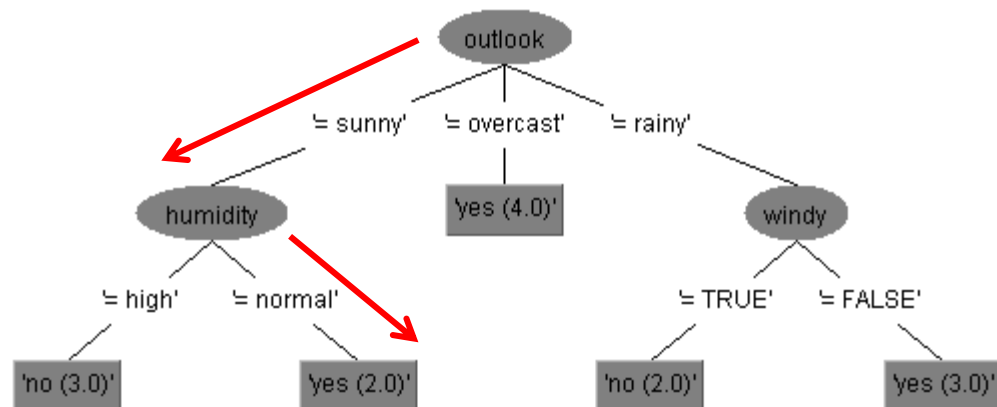 outlook
'= sunny' '= overcast' '= rainy'
humidity 'yes (4.0)' windy
'= high' '= normal' '= TRUE' '= FALSE'
'no (3.0)' 'yes (2.0)' 'no (2.0)' 'yes (3.0)'